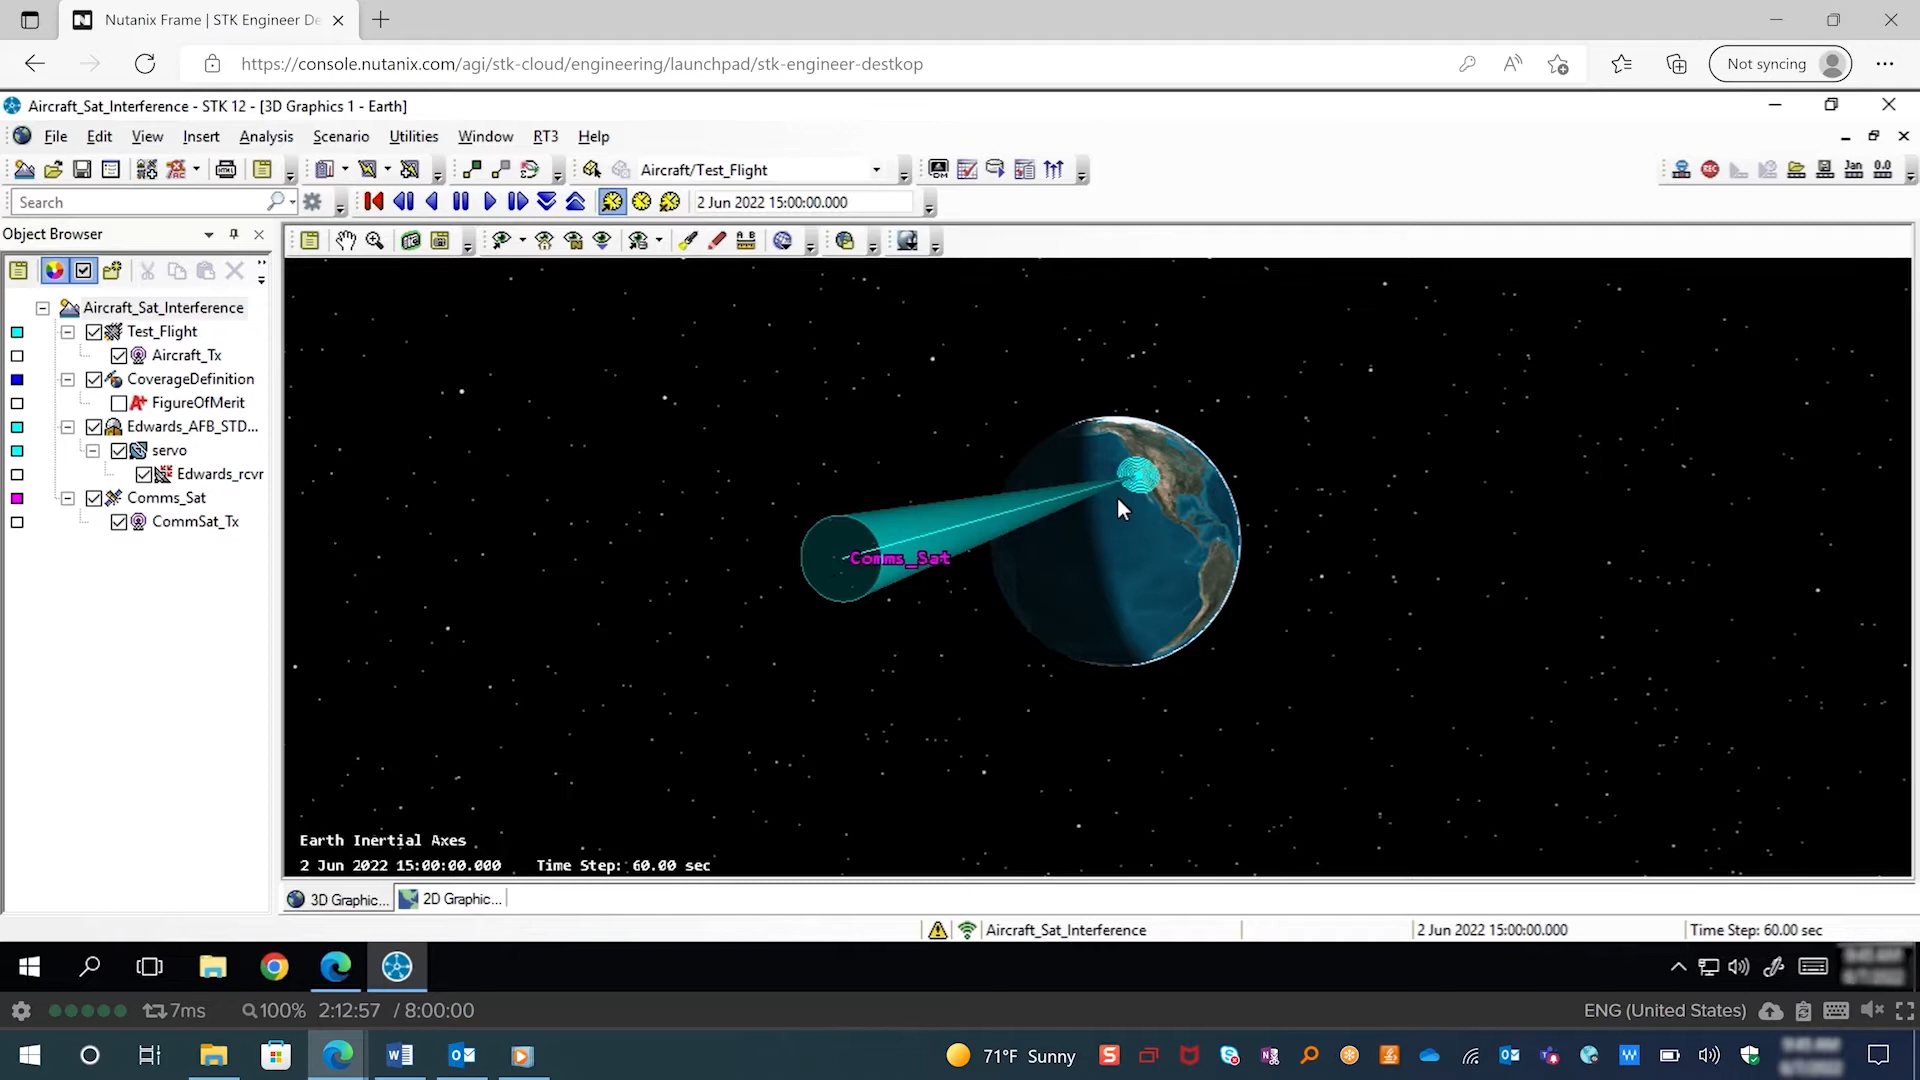 Nutanix Frame | STK Engineer De
https://console.nutanix.com/agi/stk-cloud/engineering/launchpad/stk-engineer-destkop
Not syncing
Aircraft_Sat_Interference - STK 12 - [3D Graphics 1 - Earth]
File Edit View Insert Analysis Scenario Utilities Window RT3 Help
Aircraft/Test_Flight
Search
2 Jun 2022 15:00:00.000
Object Browser
Aircraft_Sat_Interference
Test_Flight
Aircraft_Tx
CoverageDefinition
FigureOfMerit
Edwards_AFB_STD...
servo
Edwards_rcvr
Comms_Sat
CommSat_Tx
Comms_Sat
Earth Inertial Axes
2 Jun 2022 15:00:00.000 Time Step: 60.00 sec
3D Graphic... 2D Graphic...
Aircraft_Sat_Interference 2 Jun 2022 15:00:00.000 Time Step: 60.00 sec
7ms 100% 2:12:57 / 8:00:00 ENG (United States)
71°F Sunny